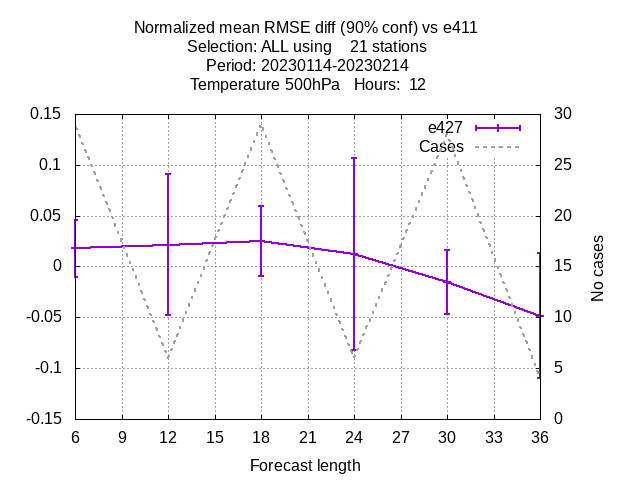 Normalized mean RMSE diff (90% conf) vs e411
Selection: ALL using    21 stations
Period: 20230114-20230214
Temperature 500hPa   Hours:  12
0.15
0.1
0.05
0
-0.05
-0.1
-0.15
30
25
20
15
10
5
0
e427
Cases
No cases
6 9 12 15 18 21 24 27 30 33 36
Forecast length